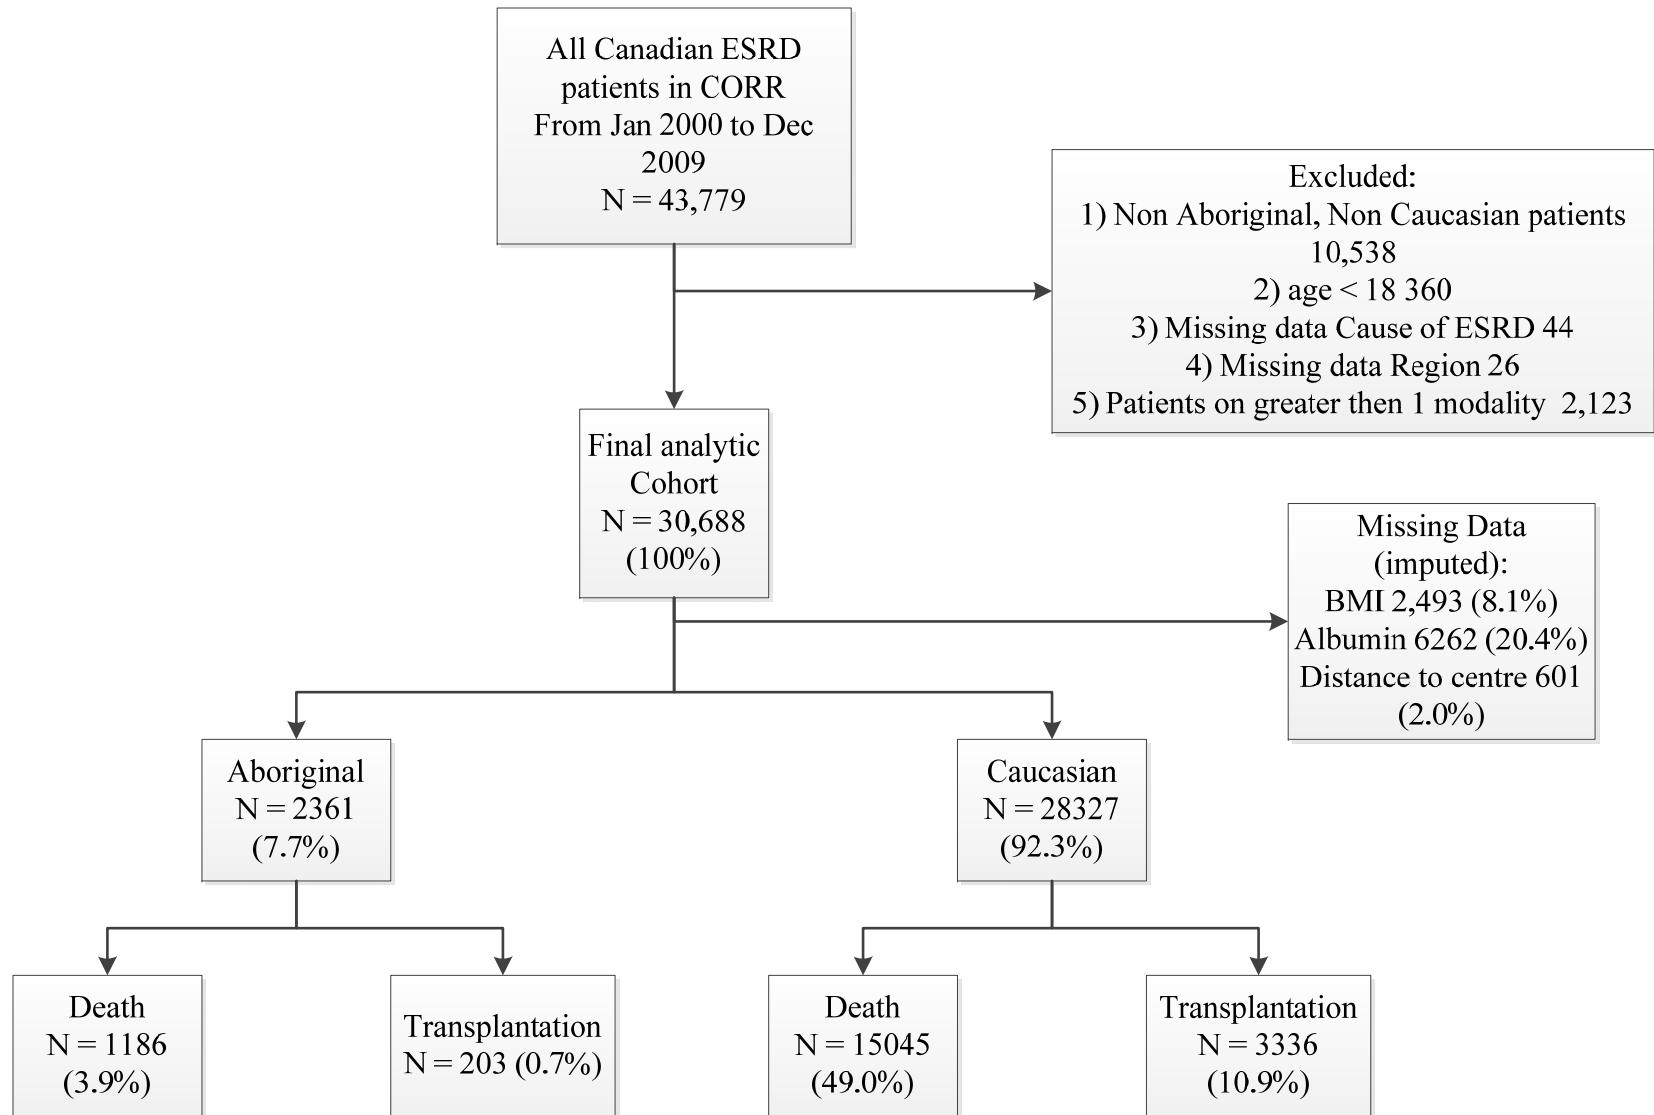 All Canadian ESRD
patients in CORR
From Jan 2000 to Dec
2009
N = 43,779
Excluded:
1) Non Aboriginal, Non Caucasian patients
10,538
2) age < 18 360
3) Missing data Cause of ESRD 44
4) Missing data Region 26
5) Patients on greater then 1 modality 2,123
Final analytic
Cohort
N = 30,688
(100%)
Missing Data
(imputed):
BMI 2,493 (8.1%)
Albumin 6262 (20.4%)
Distance to centre 601
(2.0%)
Aboriginal
N = 2361
(7.7%)
Caucasian
N = 28327
(92.3%)
Death
N = 1186
(3.9%)
Transplantation
N = 203 (0.7%)
Death
N = 15045
(49.0%)
Transplantation
N = 3336
(10.9%)